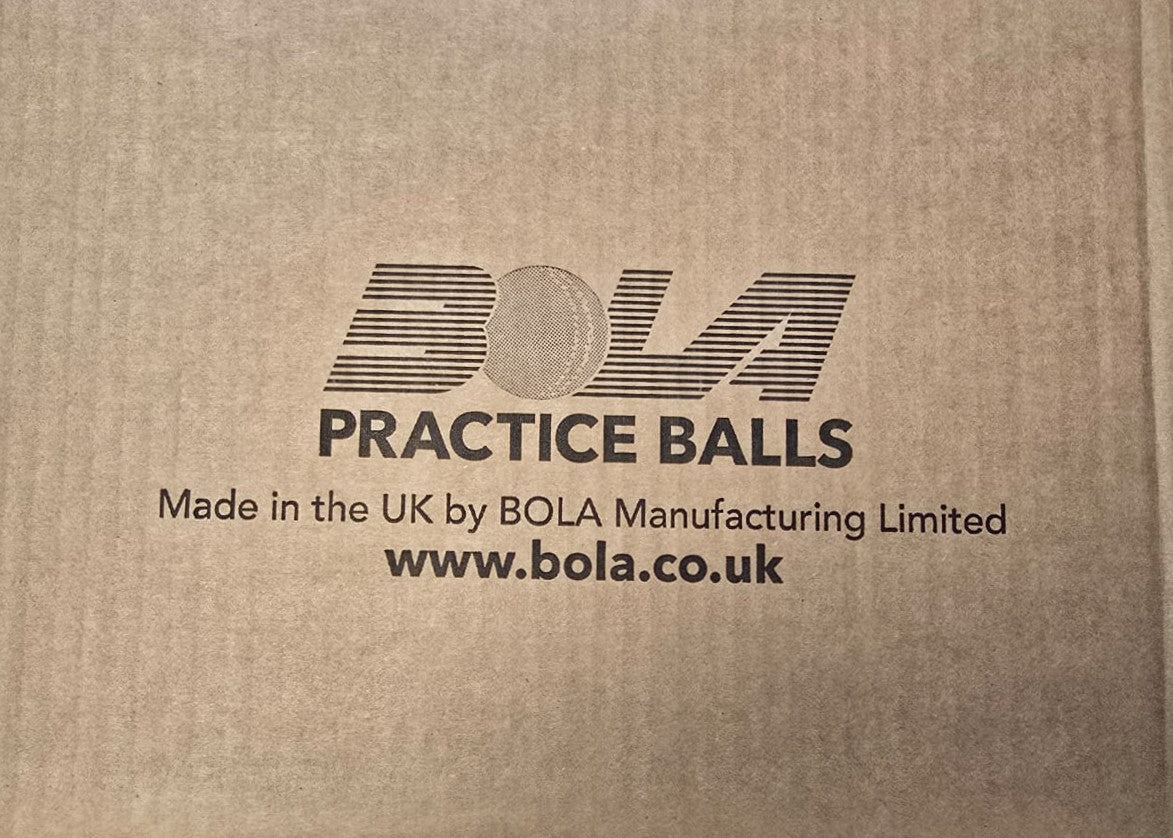 BOLA
PRACTICE BALLS
Made in the UK by BOLA Manufacturing Limited
www.bola.co.uk